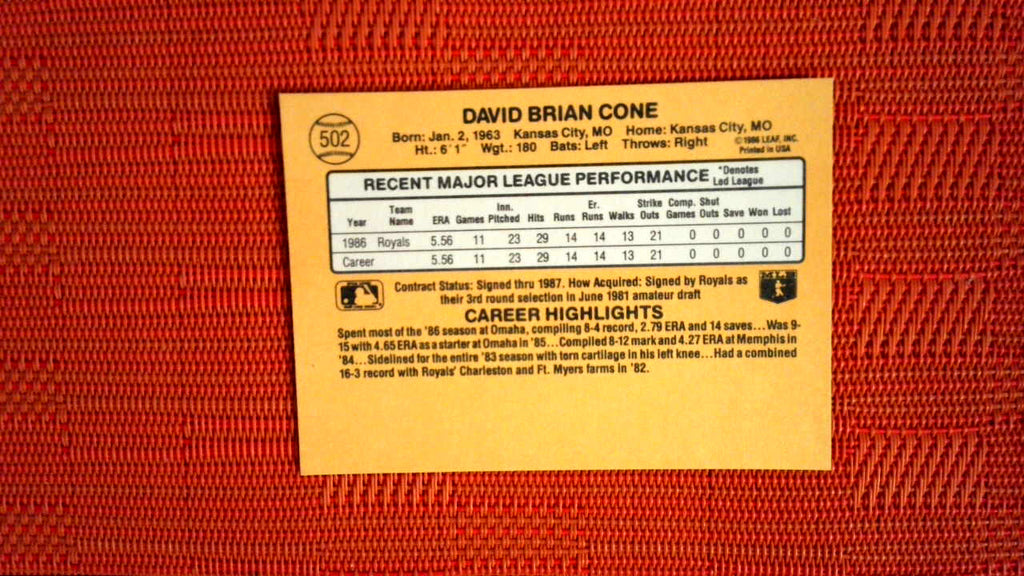 502
DAVID BRIAN CONE
Born: Jan. 2, 1963 Kansas City, MO Home: Kansas City, MO
Ht.: 6'1" Wgt.: 180 Bats: Left Throws: Right
© 1986 LEAF, INC.
Printed in USA
RECENT MAJOR LEAGUE PERFORMANCE
*Denotes
Led League
Year Team Name ERA Games Inn. Pitched Hits Runs Er. Runs Walks Strike Outs Comp. Games Shut Outs Save Won Lost
1986 Royals 5.56 11 23 29 14 14 13 21 0 0 0 0 0
Career 5.56 11 23 29 14 14 13 21 0 0 0 0 0
Contract Status: Signed thru 1987. How Acquired: Signed by Royals as
their 3rd round selection in June 1981 amateur draft
CAREER HIGHLIGHTS
Spent most of the '86 season at Omaha, compiling 8-4 record, 2.79 ERA and 14 saves...Was 9-
15 with 4.65 ERA as a starter at Omaha in '85...Compiled 8-12 mark and 4.27 ERA at Memphis in
'84...Sidelined for the entire '83 season with torn cartilage in his left knee...Had a combined
16-3 record with Royals' Charleston and Ft. Myers farms in '82.